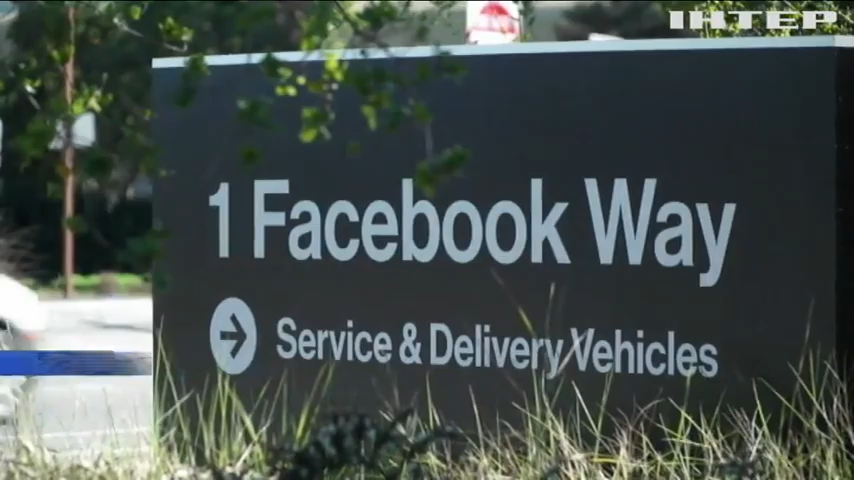 ІНТЕР
1 Facebook Way
Service & Delivery Vehicles